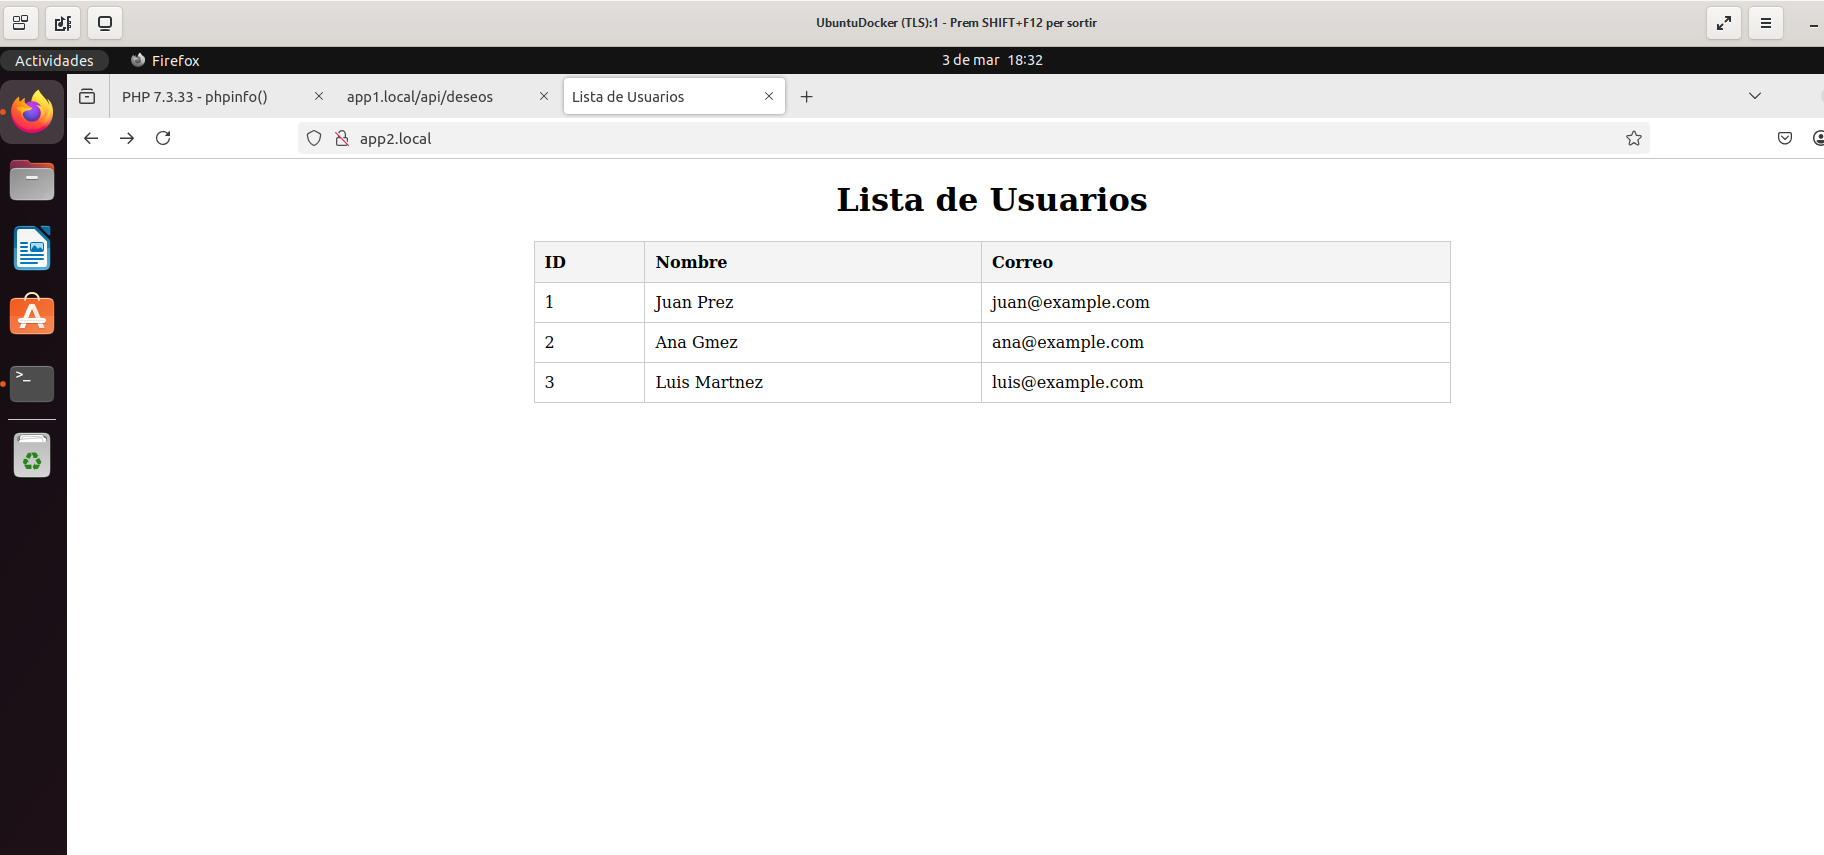 UbuntuDocker (TLS):1 - Prem SHIFT+F12 per sortir
Actividades Firefox 3 de mar 18:32
PHP 7.3.33 - phpinfo() app1.local/api/deseos Lista de Usuarios
app2.local
Lista de Usuarios
ID Nombre Correo
1 Juan Prez juan@example.com
2 Ana Gmez ana@example.com
3 Luis Martnez luis@example.com